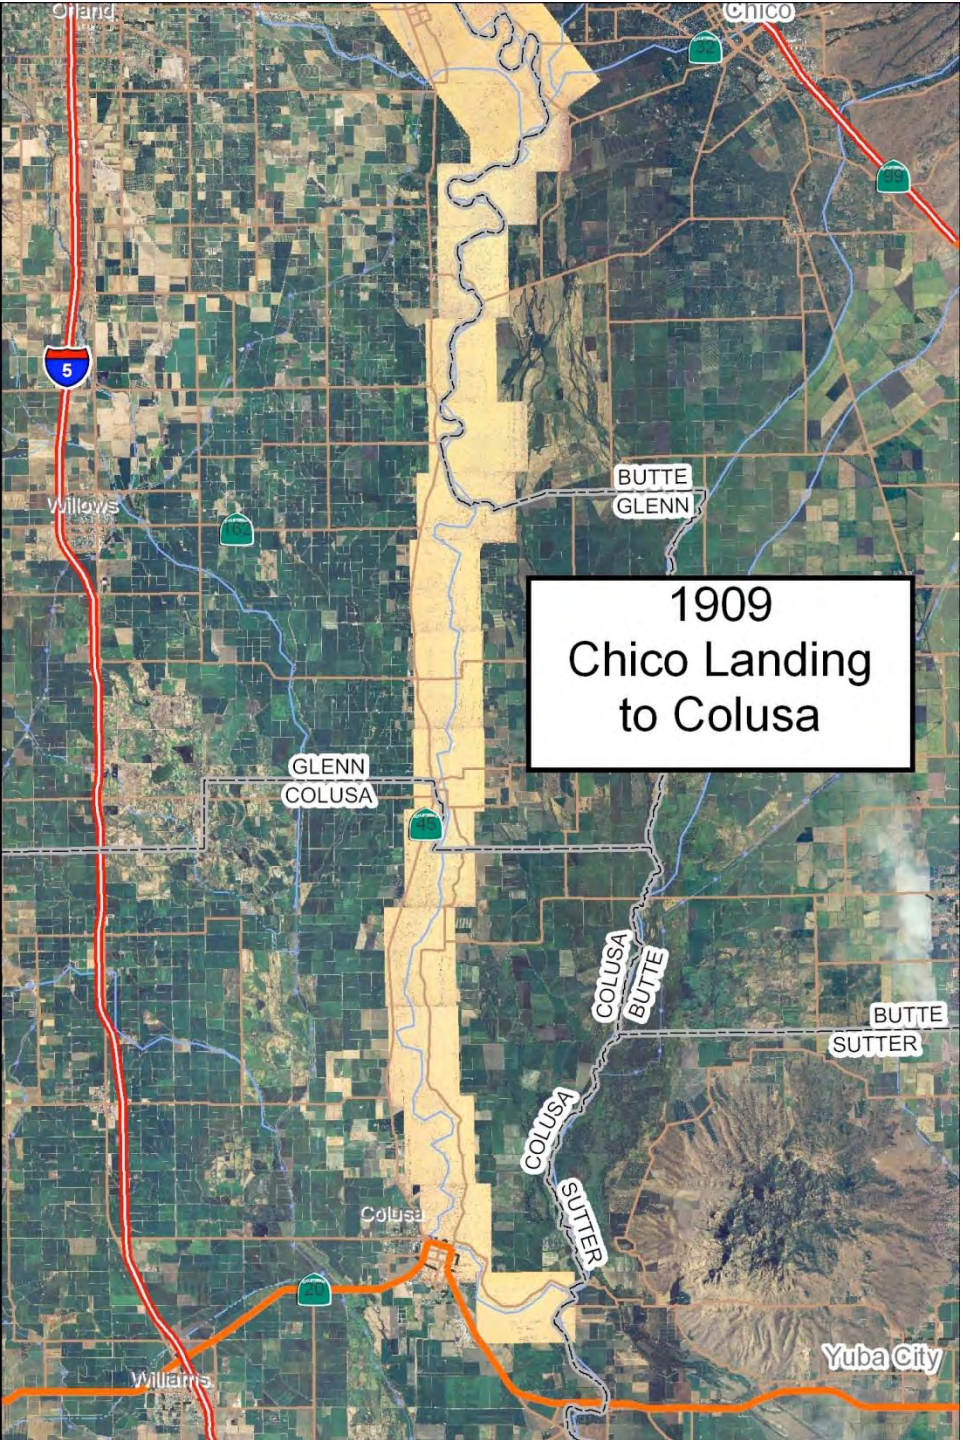 Orland
Chico
32
99
5
BUTTE
GLENN
Willows
162
1909
Chico Landing
to Colusa
GLENN
COLUSA
45
COLUSA
BUTTE
BUTTE
SUTTER
COLUSA
SUTTER
Colusa
20
Yuba City
Williams